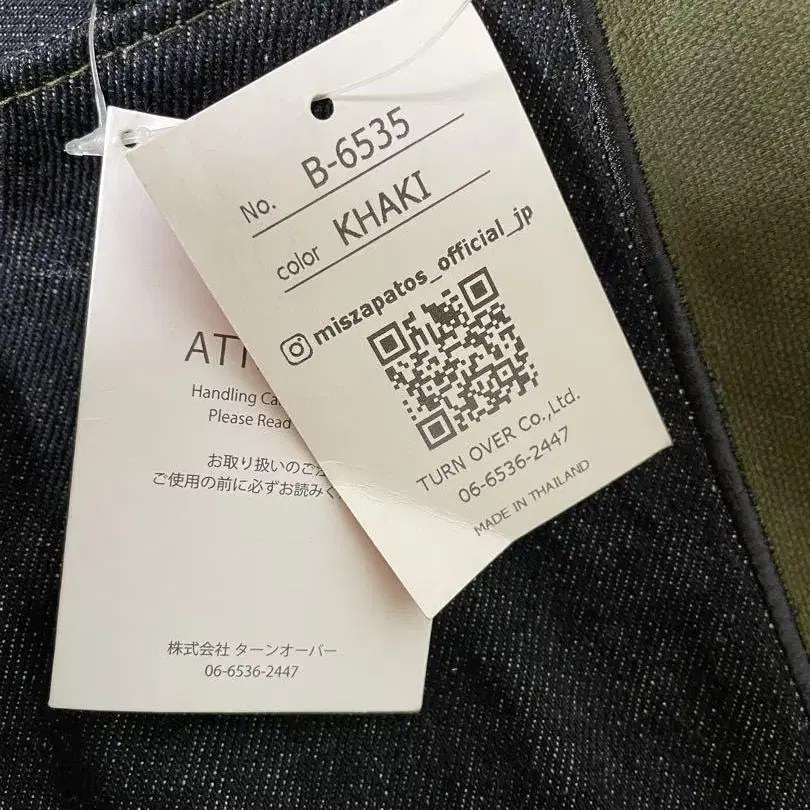 No. B-6535
color KHAKI
miszapatos_official_jp
TURN OVER Co.,Ltd.
06-6536-2447
MADE IN THAILAND
Handling
Please Read
お取り扱いのご
ご使用の前に必ずお読みく
株式会社 ターンオーバー
06-6536-2447